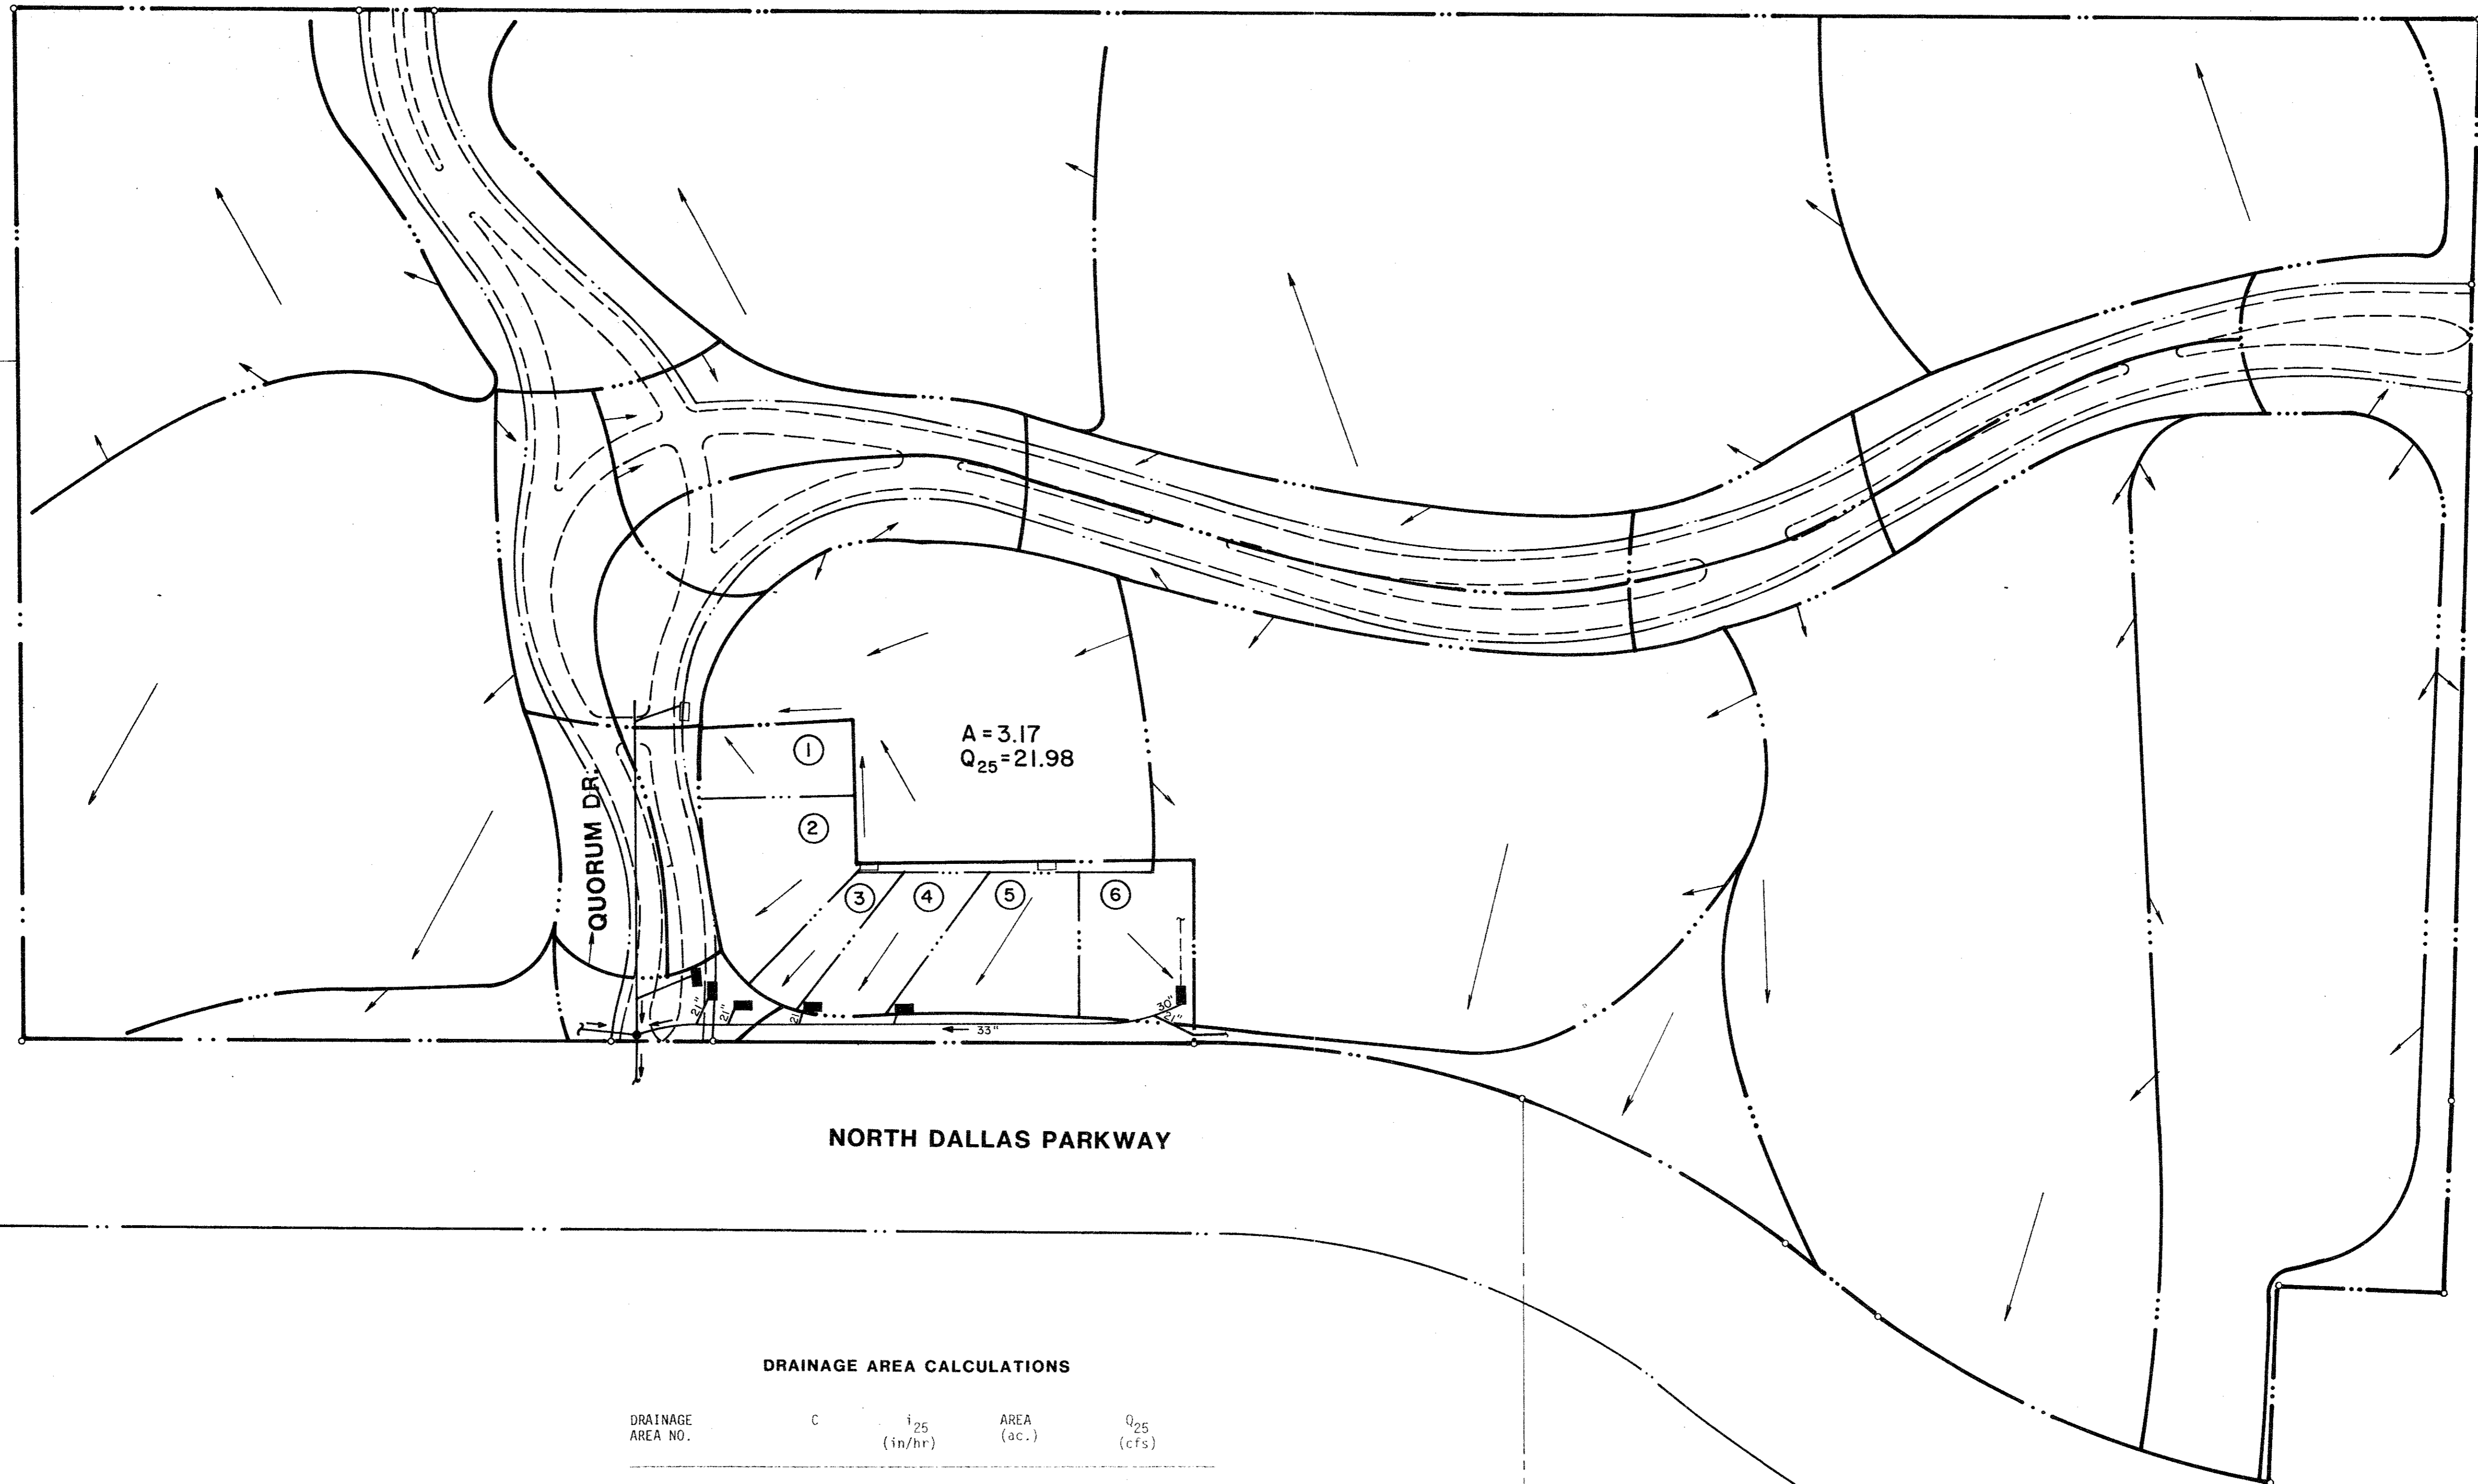 A = 3.17
Q25=21.98
1
2
3
4
5
6
QUORUM DR.
21"
21"
21"
30"
21"
33"
NORTH DALLAS PARKWAY
DRAINAGE AREA CALCULATIONS
DRAINAGE AREA NO.
C
i25 (in/hr)
AREA (ac.)
Q25 (cfs)